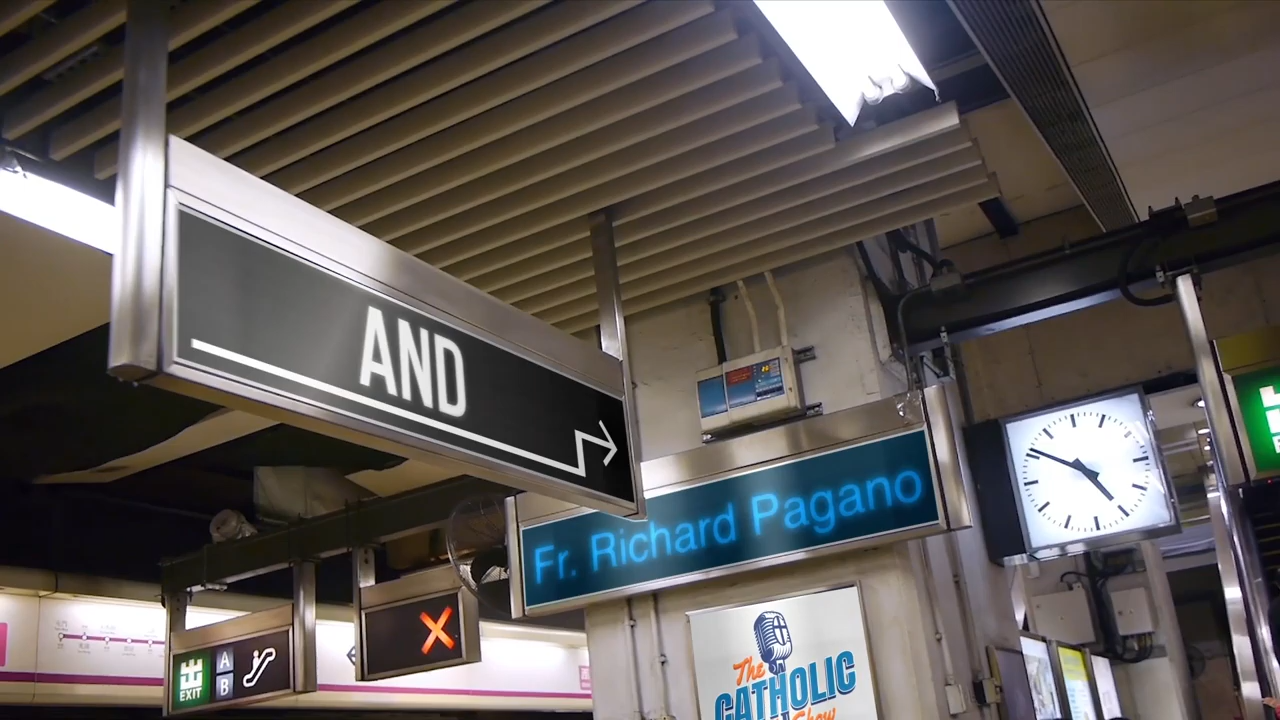 AND
Fr. Richard Pagano
The
CATHOLIC
Show
EXIT
A
B